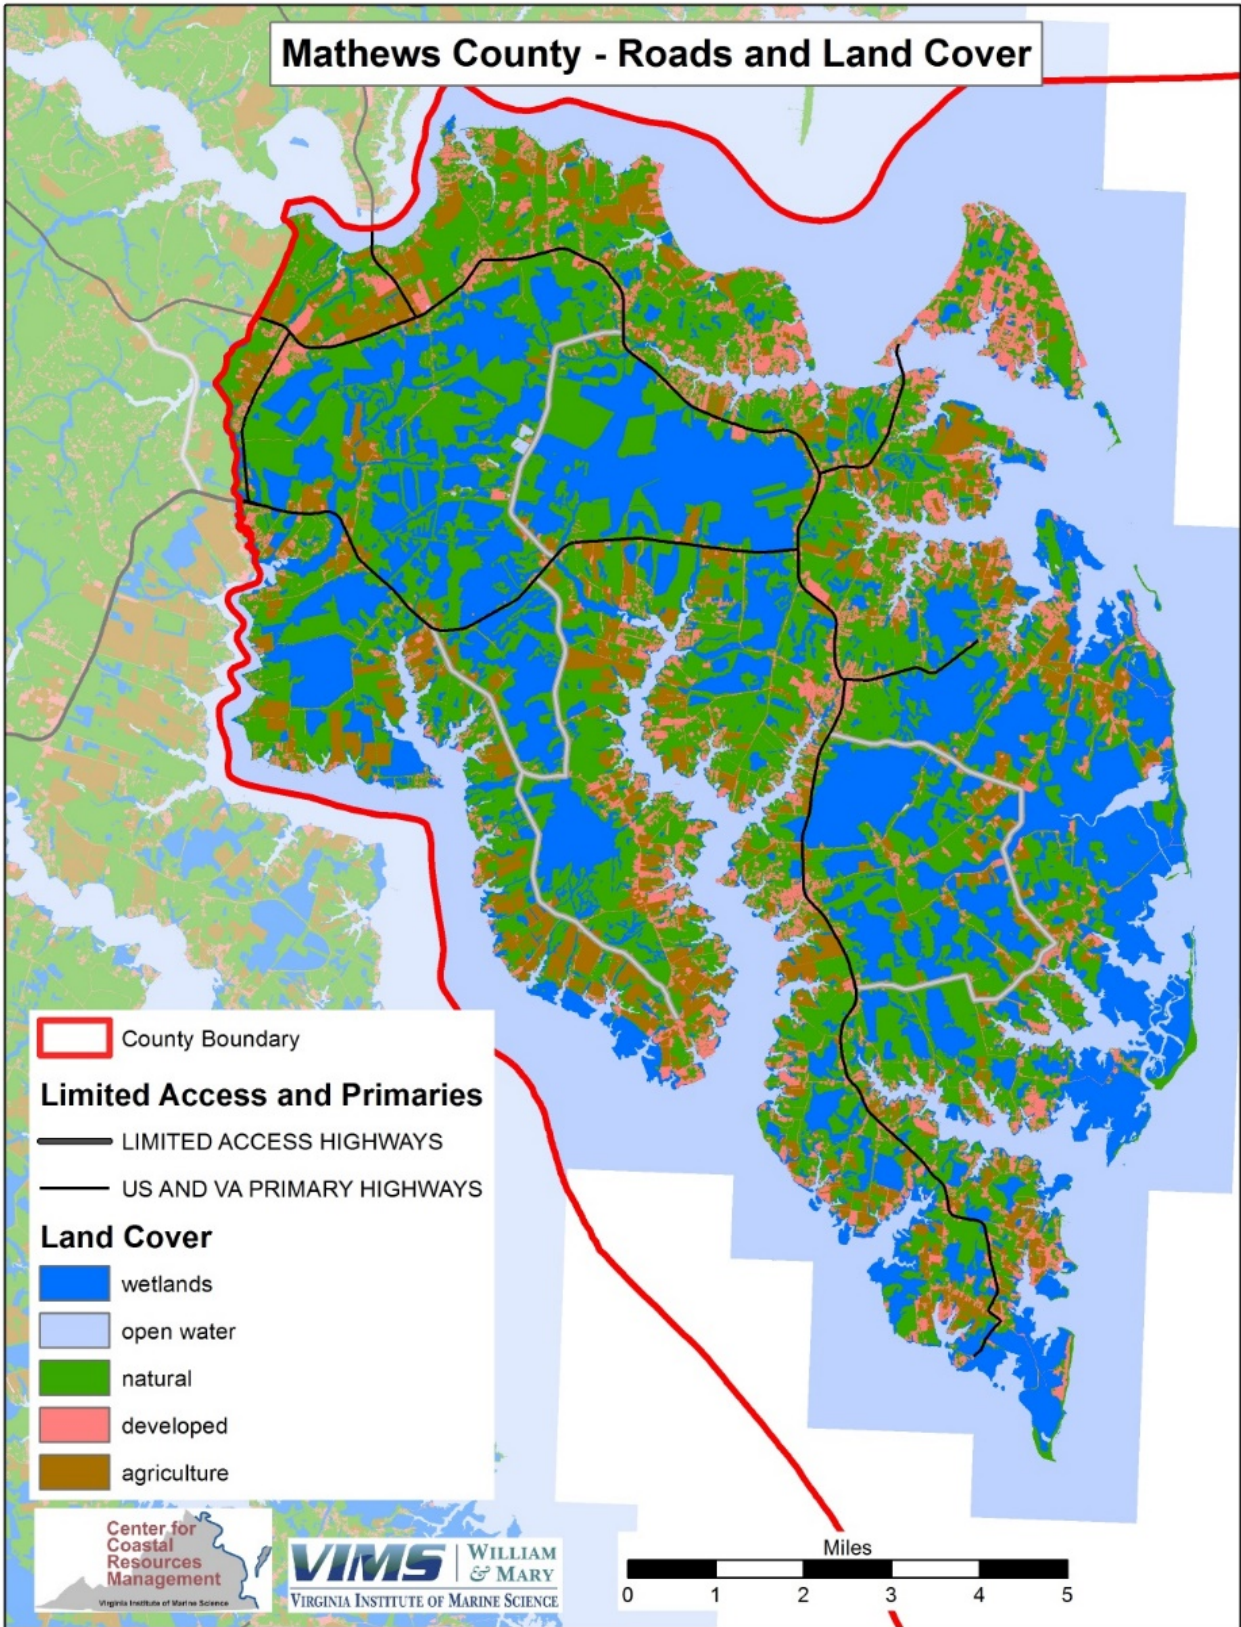 Mathews County - Roads and Land Cover
County Boundary
Limited Access and Primaries
LIMITED ACCESS HIGHWAYS
US AND VA PRIMARY HIGHWAYS
Land Cover
wetlands
open water
natural
developed
agriculture
Center for
Coastal
Resources
Management
Virginia Institute of Marine Science
VIMS
WILLIAM
& MARY
VIRGINIA INSTITUTE OF MARINE SCIENCE
Miles
0 1 2 3 4 5